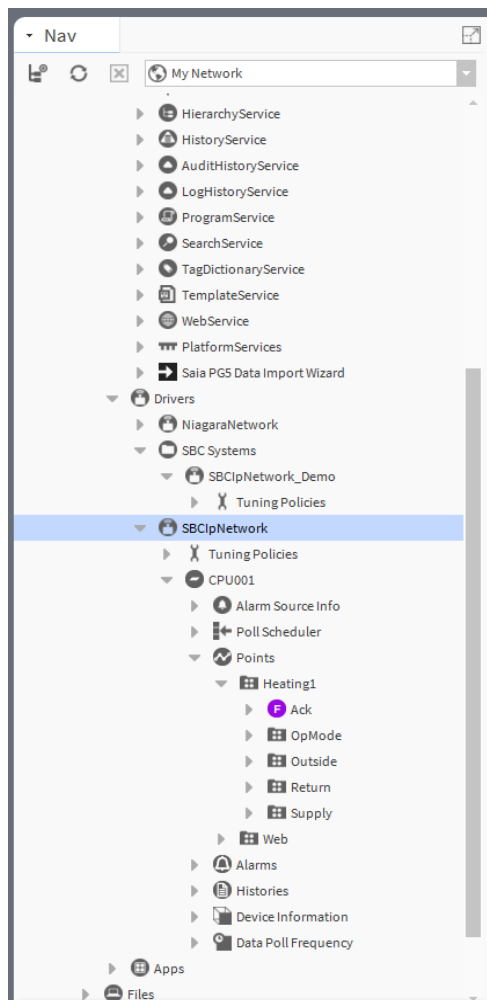 Nav
My Network
HierarchyService
HistoryService
AuditHistoryService
LogHistoryService
ProgramService
SearchService
TagDictionaryService
TemplateService
WebService
PlatformServices
Saia PG5 Data Import Wizard
Drivers
NiagaraNetwork
SBC Systems
SBCIpNetwork_Demo
Tuning Policies
SBCIpNetwork
Tuning Policies
CPU001
Alarm Source Info
Poll Scheduler
Points
Heating1
F Ack
OpMode
Outside
Return
Supply
Web
Alarms
Histories
Device Information
Data Poll Frequency
Apps
Files